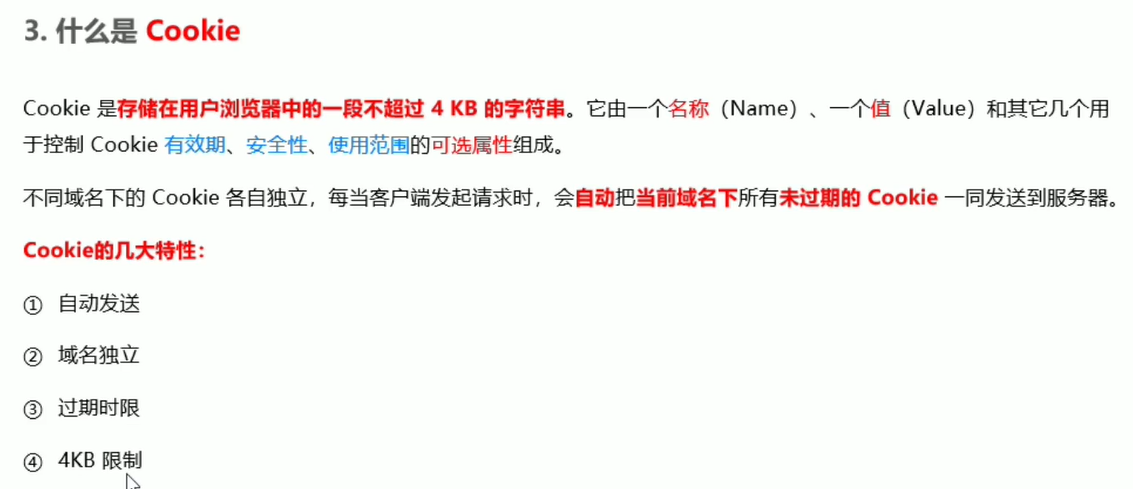 3. 什么是 Cookie
Cookie 是存储在用户浏览器中的一段不超过 4 KB 的字符串。它由一个名称（Name）、一个值（Value）和其它几个用
于控制 Cookie 有效期、安全性、使用范围的可选属性组成。
不同域名下的 Cookie 各自独立，每当客户端发起请求时，会自动把当前域名下所有未过期的 Cookie 一同发送到服务器。
Cookie的几大特性：
① 自动发送
② 域名独立
③ 过期时限
④ 4KB 限制